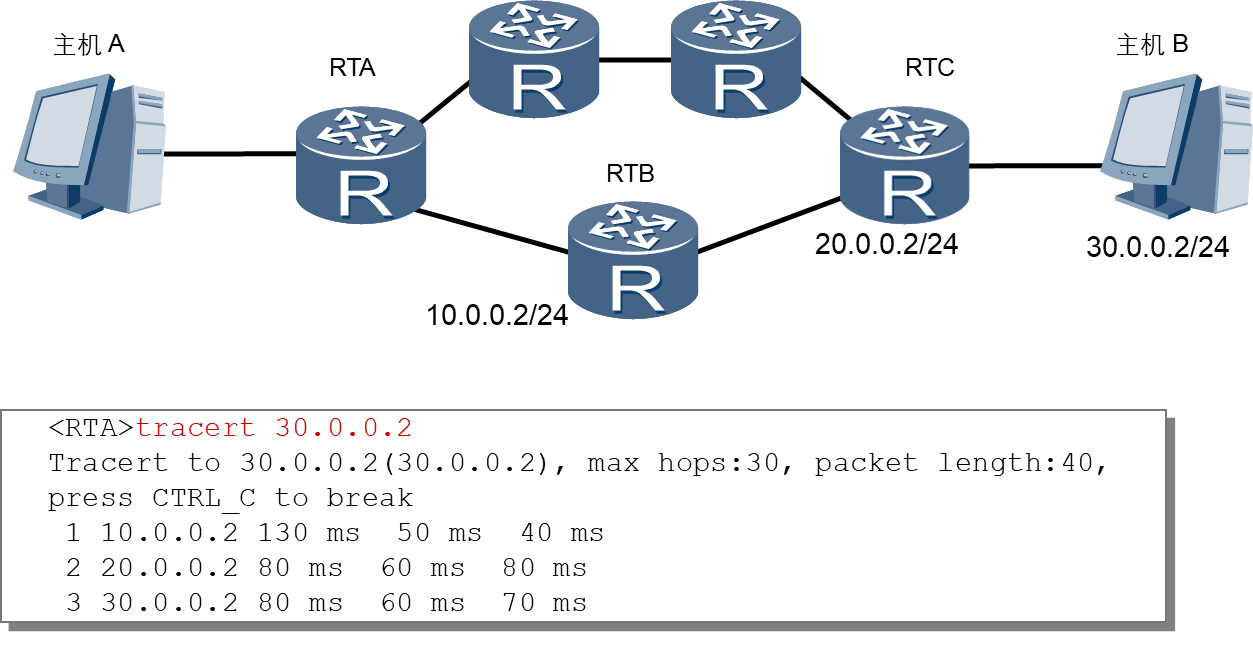 主机 A
主机 B
RTA
RTC
R
R
R
R
RTB
R
20.0.0.2/24
30.0.0.2/24
10.0.0.2/24
<RTA>tracert 30.0.0.2
Tracert to 30.0.0.2(30.0.0.2), max hops:30, packet length:40,
press CTRL_C to break
1 10.0.0.2 130 ms 50 ms 40 ms
2 20.0.0.2 80 ms 60 ms 80 ms
3 30.0.0.2 80 ms 60 ms 70 ms